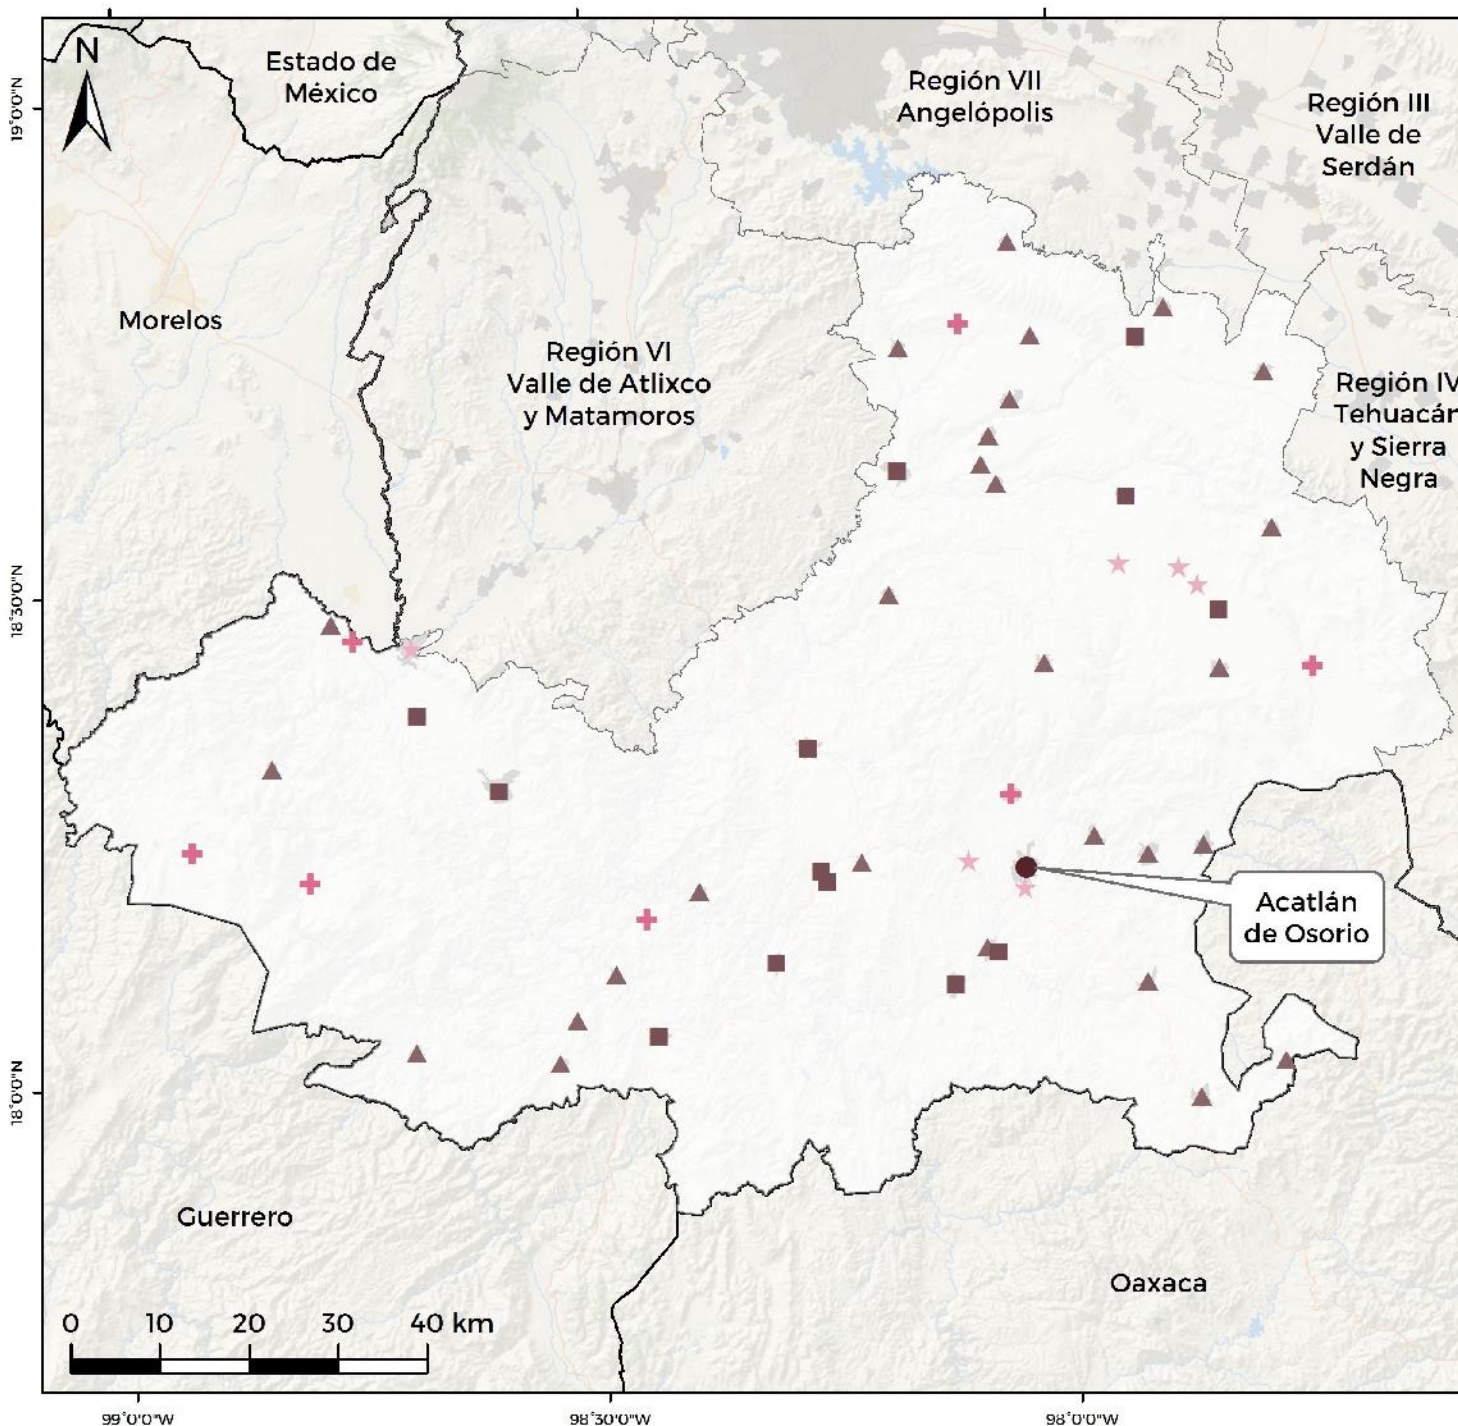 N
Estado de
México
Región VII
Angelópolis
Región III
Valle de
Serdán
19°0'0"N
Morelos
Región VI
Valle de Atlixco
y Matamoros
Región IV
Tehuacán
y Sierra
Negra
18°30'0"N
Acatlán
de Osorio
18°0'0"N
Guerrero
Oaxaca
0 10 20 30 40 km
99°0'0"W 98°30'0"W 98°0'0"W